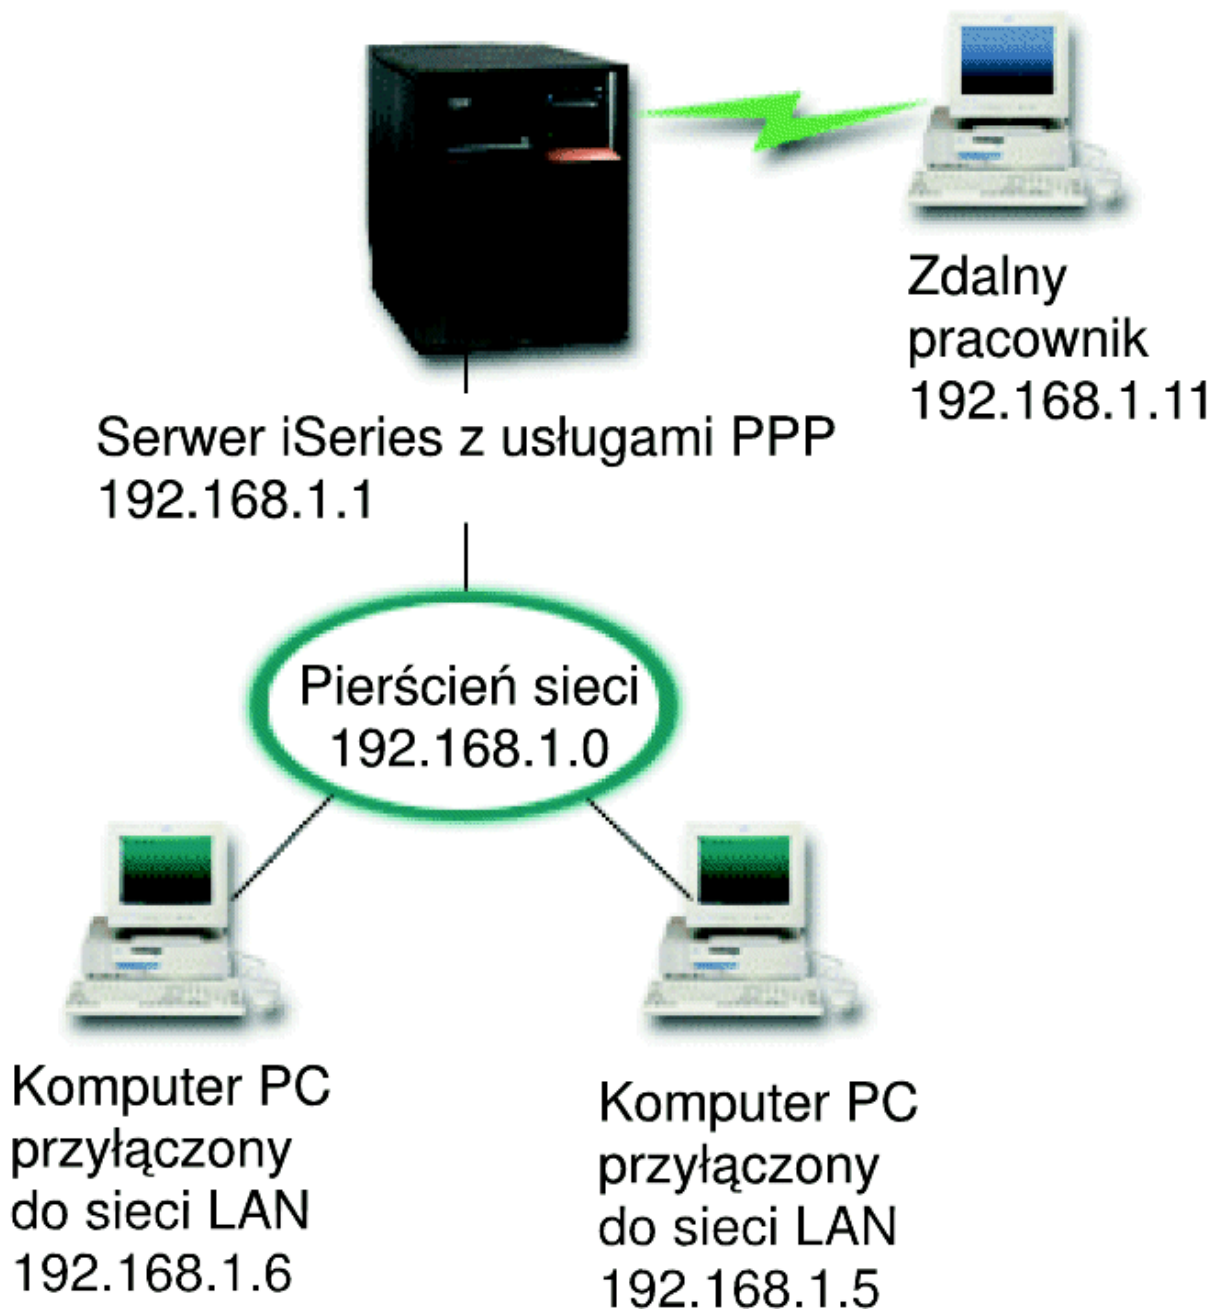 Zdalny
pracownik
192.168.1.11
Serwer iSeries z usługami PPP
192.168.1.1
Pierścień sieci
192.168.1.0
Komputer PC
przyłączony
do sieci LAN
192.168.1.6
Komputer PC
przyłączony
do sieci LAN
192.168.1.5